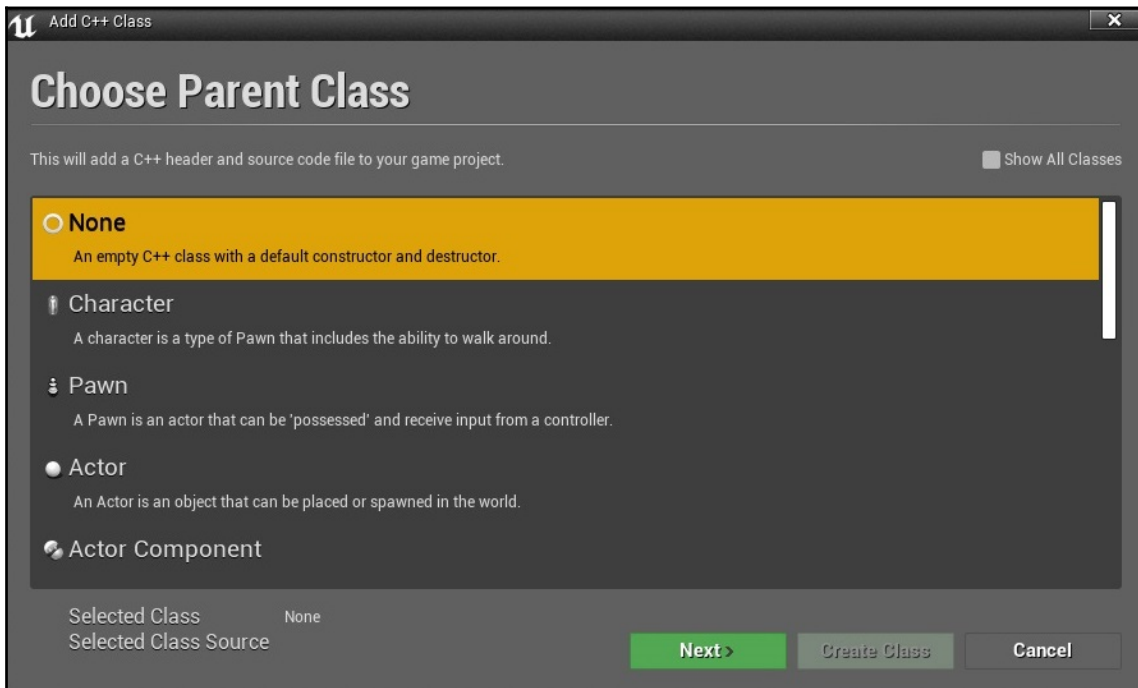 Add C++ Class
Choose Parent Class
This will add a C++ header and source code file to your game project.
Show All Classes
None
An empty C++ class with a default constructor and destructor.
Character
A character is a type of Pawn that includes the ability to walk around.
Pawn
A Pawn is an actor that can be 'possessed' and receive input from a controller.
Actor
An Actor is an object that can be placed or spawned in the world.
Actor Component
Selected Class None
Selected Class Source
Next>
Create Class
Cancel